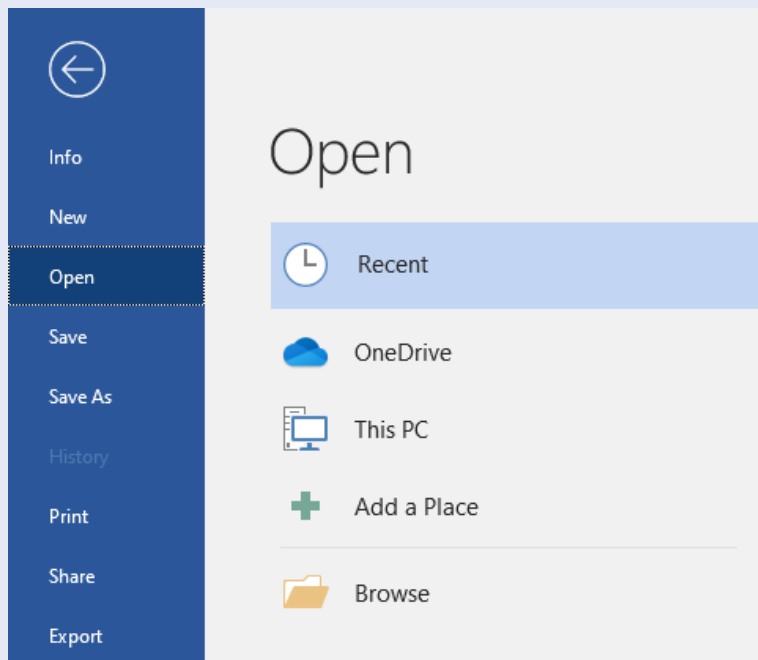 Info
New
Open
Save
Save As
History
Print
Share
Export
Open
Recent
OneDrive
This PC
Add a Place
Browse